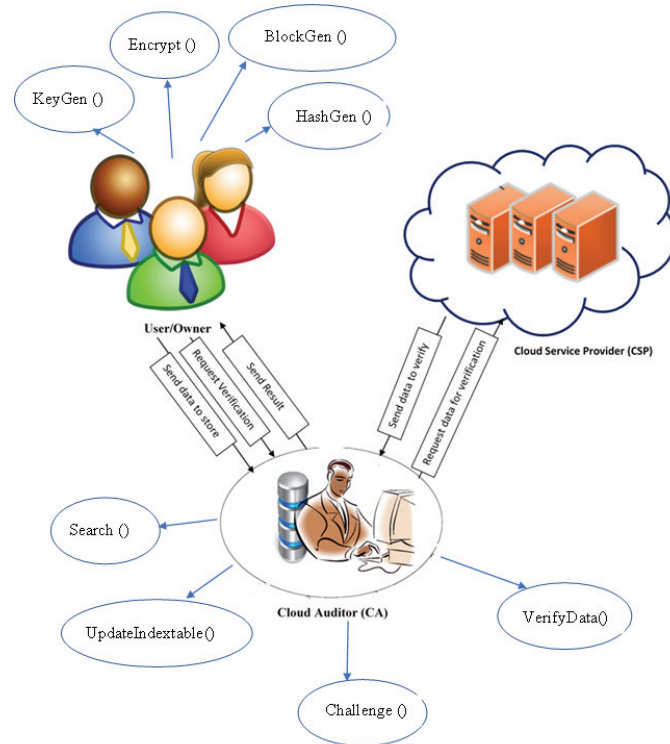 BlockGen ()
Encrypt ()
KeyGen ()
HashGen ()
User/Owner
Cloud Service Provider (CSP)
Send data to store
Request Verification
Send Result
Send data to verify
Request data for verification
Search ()
Cloud Auditor (CA)
UpdateIndextable()
VerifyData()
Challenge ()